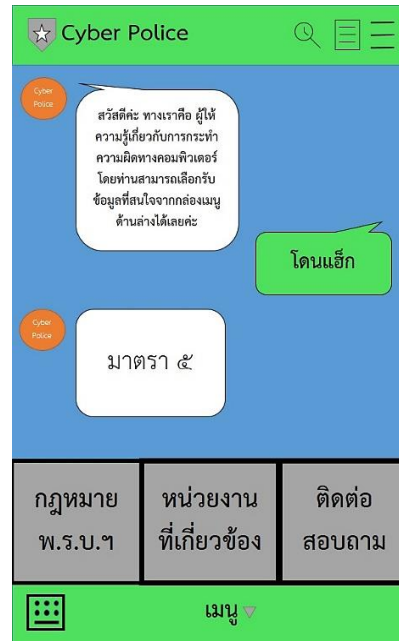 Cyber Police
Cyber
Police
สวัสดีค่ะ ทางเราคือ ผู้ให้
ความรู้เกี่ยวกับการกระทำ
ความผิดทางคอมพิวเตอร์
โดยท่านสามารถเลือกรับ
ข้อมูลที่สนใจจากกล่องเมนู
ด้านล่างได้เลยค่ะ
โดนแฮ็ก
Cyber
Police
มาตรา ๕
กฎหมาย
พ.ร.บ.ฯ
หน่วยงาน
ที่เกี่ยวข้อง
ติดต่อ
สอบถาม
เมนู